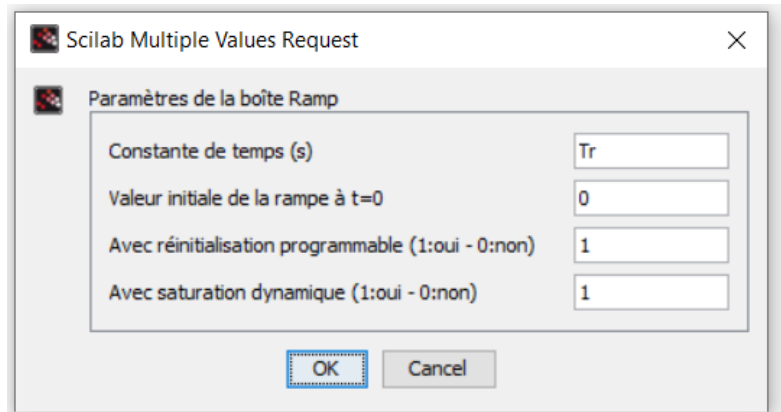 Scilab Multiple Values Request
Paramètres de la boîte Ramp
Constante de temps (s) Tr
Valeur initiale de la rampe à t=0 0
Avec réinitialisation programmable (1:oui - 0:non) 1
Avec saturation dynamique (1:oui - 0:non) 1
OK Cancel